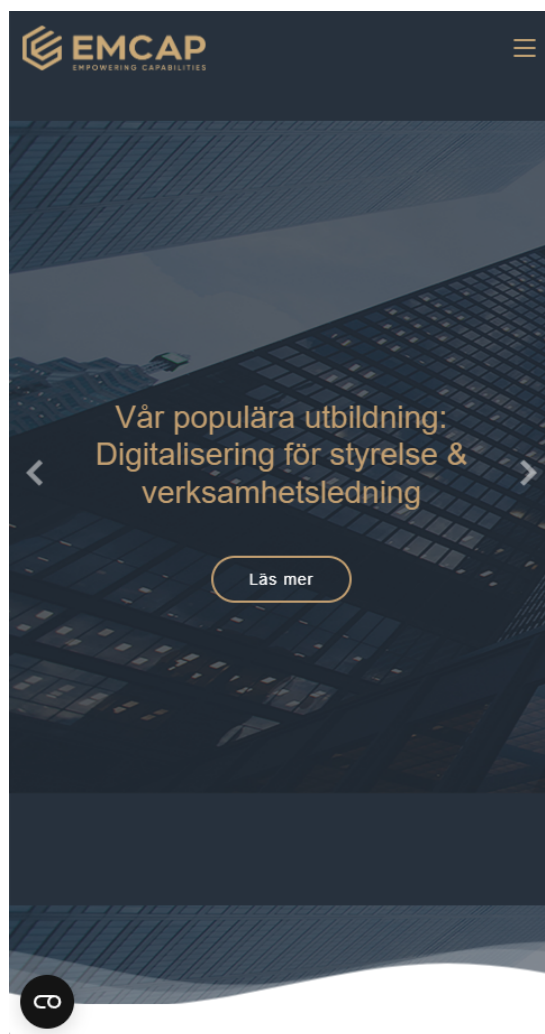 EMCAP
EMPOWERING CAPABILITIES
Vår populära utbildning:
Digitalisering för styrelse &
verksamhetsledning
Läs mer